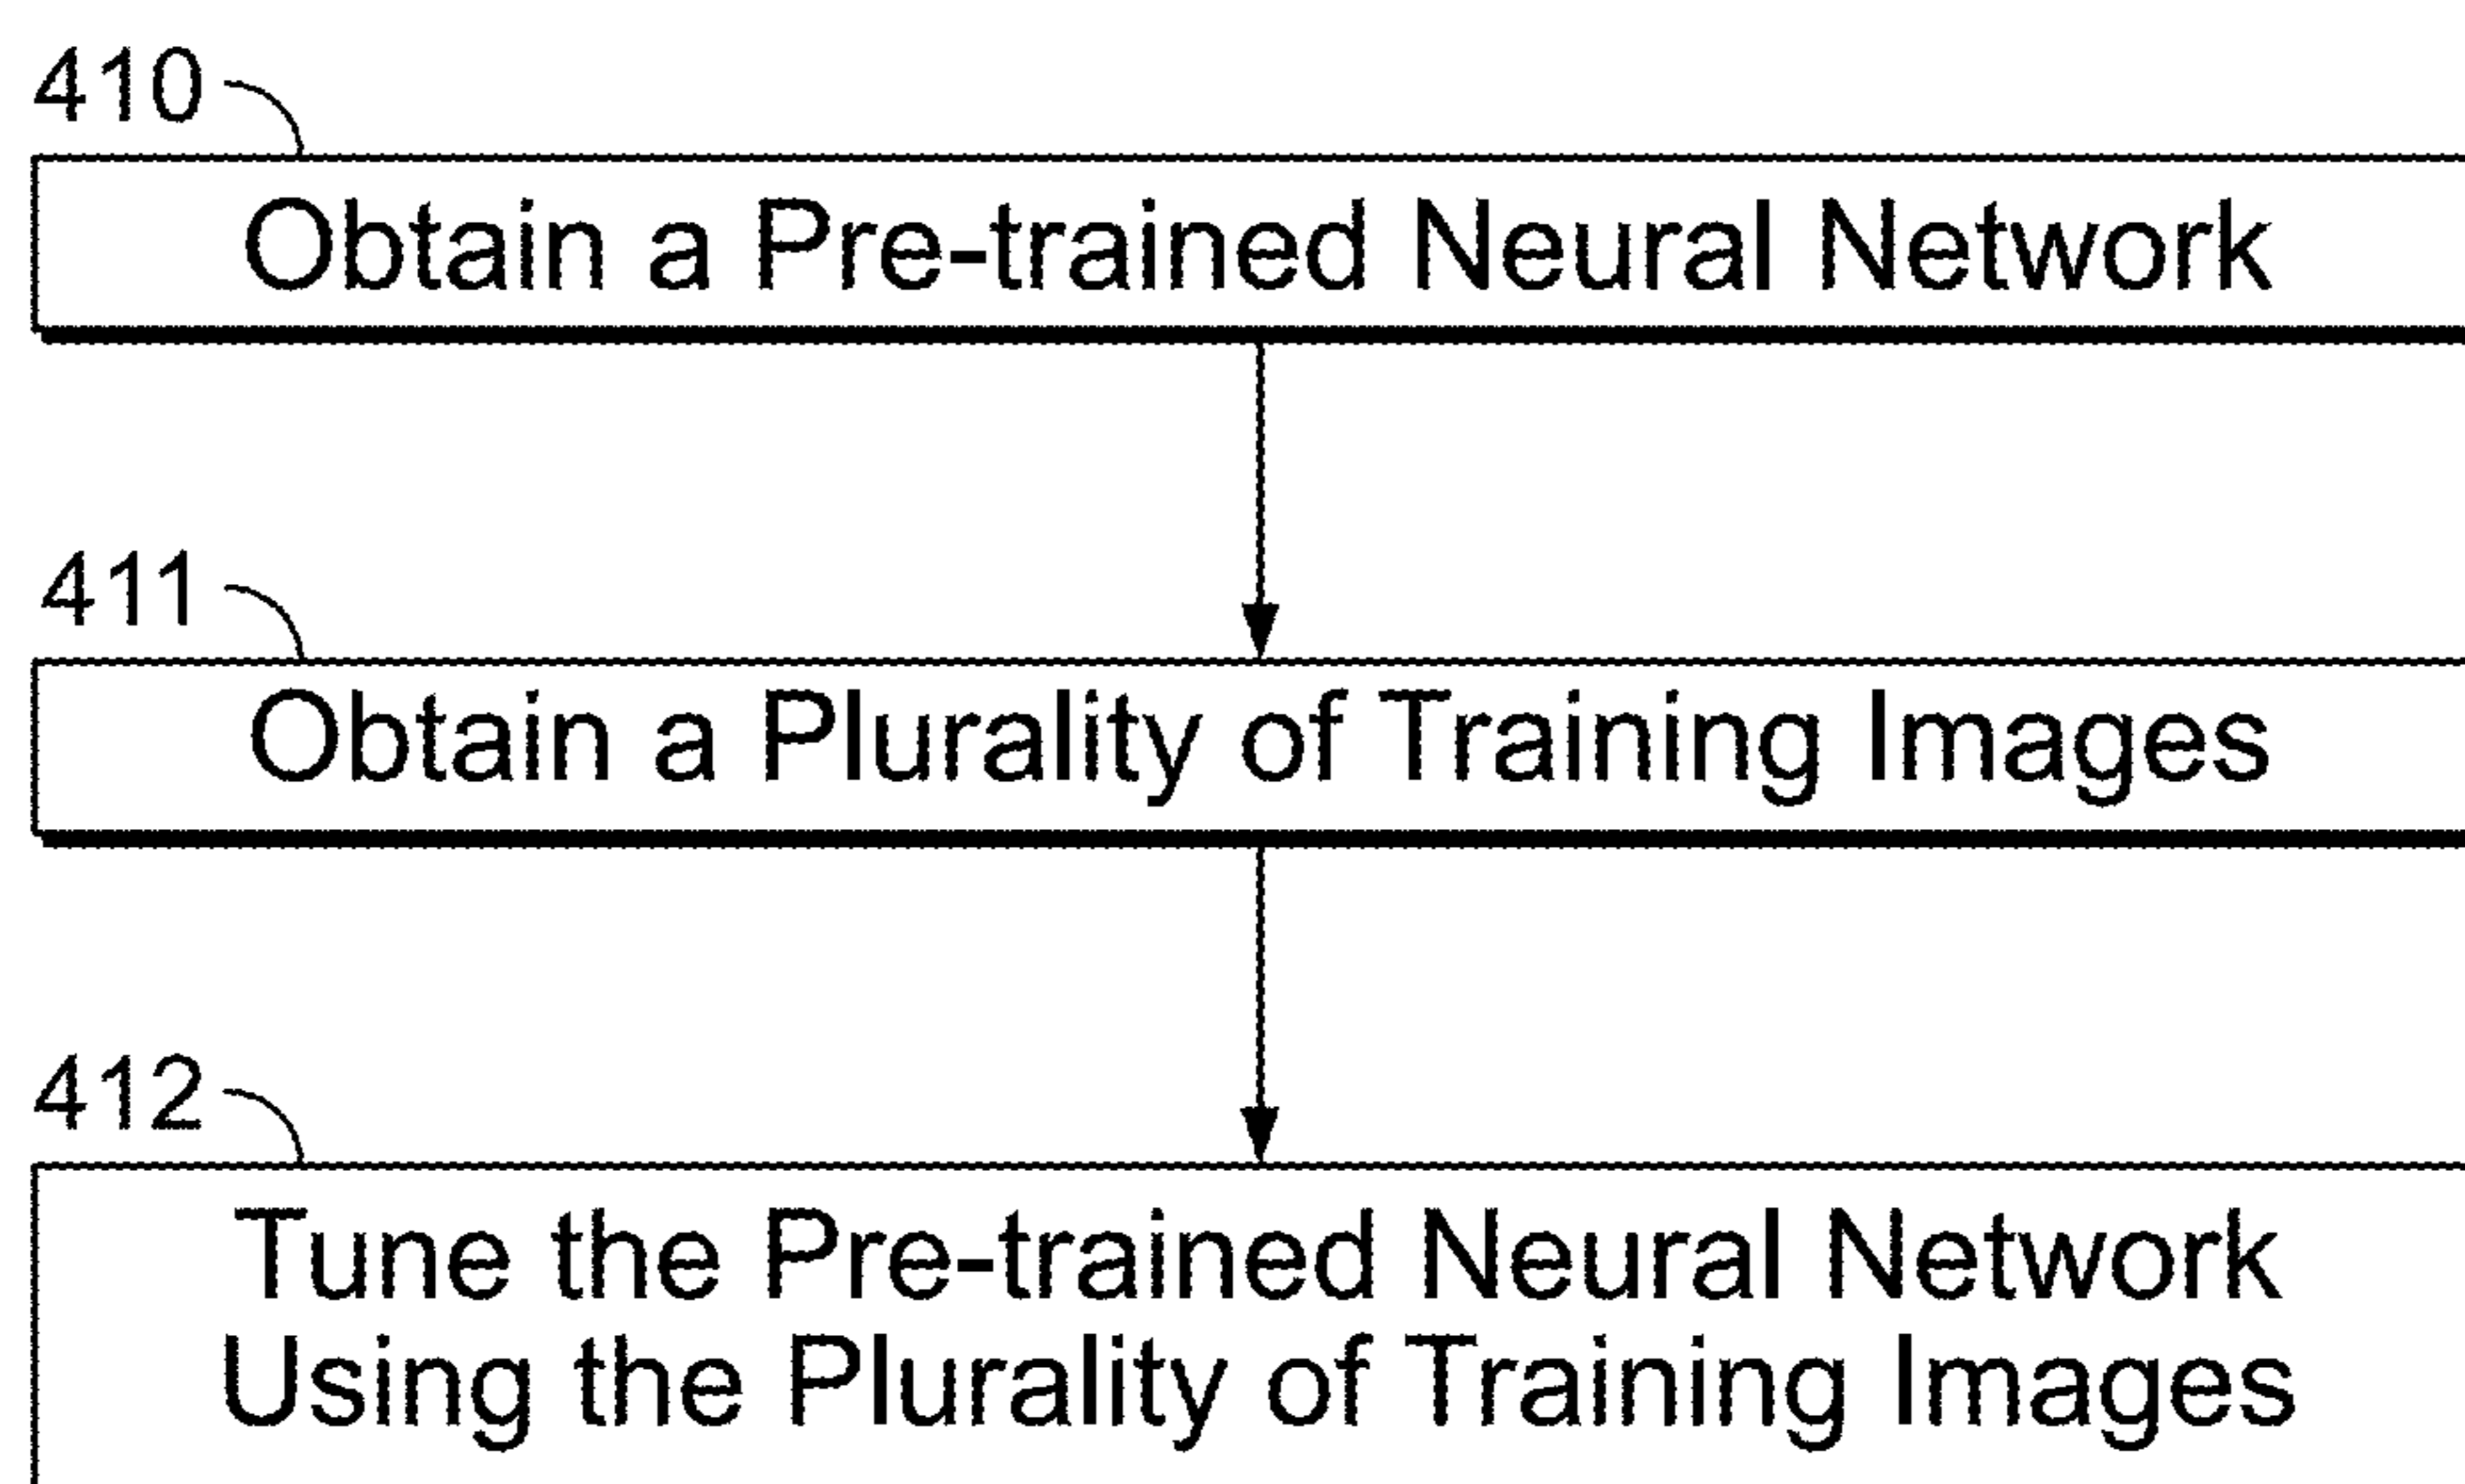 410
Obtain a Pre-trained Neural Network
411
Obtain a Plurality of Training Images
412
Tune the Pre-trained Neural Network
Using the Plurality of Training Images